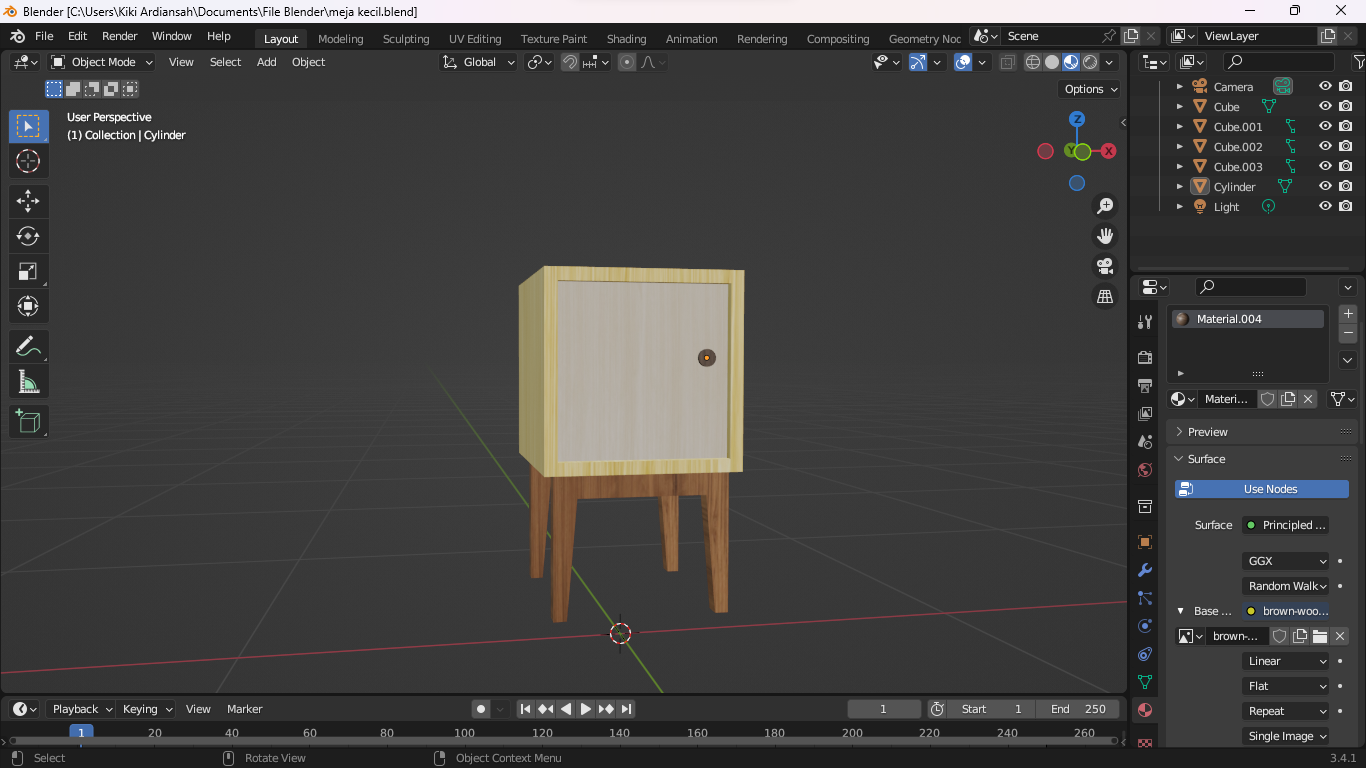 Blender [C:\Users\Kiki Ardiansah\Documents\File Blender\meja kecil.blend]
File Edit Render Window Help Layout Modeling Sculpting UV Editing Texture Paint Shading Animation Rendering Compositing Geometry Noc Scene ViewLayer
Object Mode View Select Add Object Global
Options
User Perspective
(1) Collection | Cylinder
Z
Y X
Camera
Cube
Cube.001
Cube.002
Cube.003
Cylinder
Light
Material.004
Materi...
Preview
Surface
Use Nodes
Surface Principled ...
GGX
Random Walk
Base ... brown-woo...
brown-...
Linear
Flat
Repeat
Single Image
Playback Keying View Marker 1 Start 1 End 250
1 20 40 60 80 100 120 140 160 180 200 220 240 260
Select Rotate View Object Context Menu 3.4.1